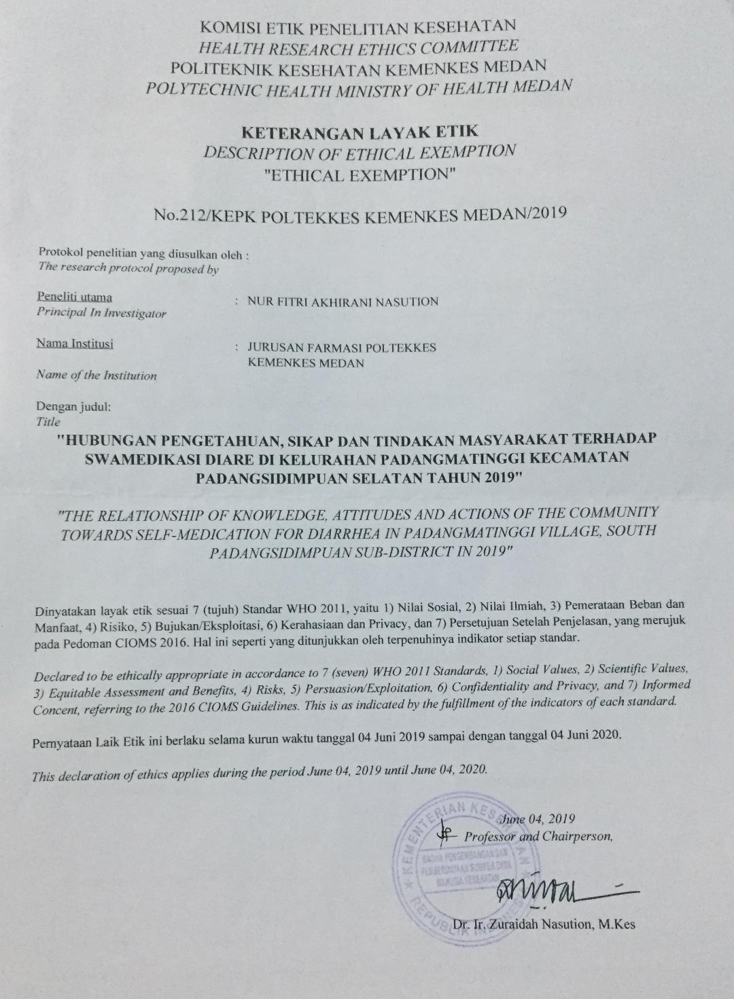 KOMISI ETIK PENELITIAN KESEHATAN
HEALTH RESEARCH ETHICS COMMITTEE
POLITEKNIK KESEHATAN KEMENKES MEDAN
POLYTECHNIC HEALTH MINISTRY OF HEALTH MEDAN
KETERANGAN LAYAK ETIK
DESCRIPTION OF ETHICAL EXEMPTION
"ETHICAL EXEMPTION"
No.212/KEPK POLTEKKES KEMENKES MEDAN/2019
Protokol penelitian yang diusulkan oleh :
The research protocol proposed by
Peneliti utama : NUR FITRI AKHIRANI NASUTION
Principal In Investigator
Nama Institusi : JURUSAN FARMASI POLTEKKES
KEMENKES MEDAN
Name of the Institution
Dengan judul:
Title
"HUBUNGAN PENGETAHUAN, SIKAP DAN TINDAKAN MASYARAKAT TERHADAP
SWAMEDIKASI DIARE DI KELURAHAN PADANGMATINGGI KECAMATAN
PADANGSIDIMPUAN SELATAN TAHUN 2019"
"THE RELATIONSHIP OF KNOWLEDGE, ATTITUDES AND ACTIONS OF THE COMMUNITY
TOWARDS SELF-MEDICATION FOR DIARRHEA IN PADANGMATINGGI VILLAGE, SOUTH
PADANGSIDIMPUAN SUB-DISTRICT IN 2019"
Dinyatakan layak etik sesuai 7 (tujuh) Standar WHO 2011, yaitu 1) Nilai Sosial, 2) Nilai Ilmiah, 3) Pemerataan Beban dan
Manfaat, 4) Risiko, 5) Bujukan/Eksploitasi, 6) Kerahasiaan dan Privacy, dan 7) Persetujuan Setelah Penjelasan, yang merujuk
pada Pedoman CIOMS 2016. Hal ini seperti yang ditunjukkan oleh terpenuhinya indikator setiap standar.
Declared to be ethically appropriate in accordance to 7 (seven) WHO 2011 Standards, 1) Social Values, 2) Scientific Values,
3) Equitable Assessment and Benefits, 4) Risks, 5) Persuasion/Exploitation, 6) Confidentiality and Privacy, and 7) Informed
Concent, referring to the 2016 CIOMS Guidelines. This is as indicated by the fulfillment of the indicators of each standard.
Pernyataan Laik Etik ini berlaku selama kurun waktu tanggal 04 Juni 2019 sampai dengan tanggal 04 Juni 2020.
This declaration of ethics applies during the period June 04, 2019 until June 04, 2020.
June 04, 2019
Professor and Chairperson,
KEMENTERIAN KESEHATAN
BADAN PENGEMBANGAN DAN
PEMBERDAYAAN SUMBER DAYA
MANUSIA KESEHATAN
REPUBLIK INDONESIA
Dr. Ir. Zuraidah Nasution, M.Kes